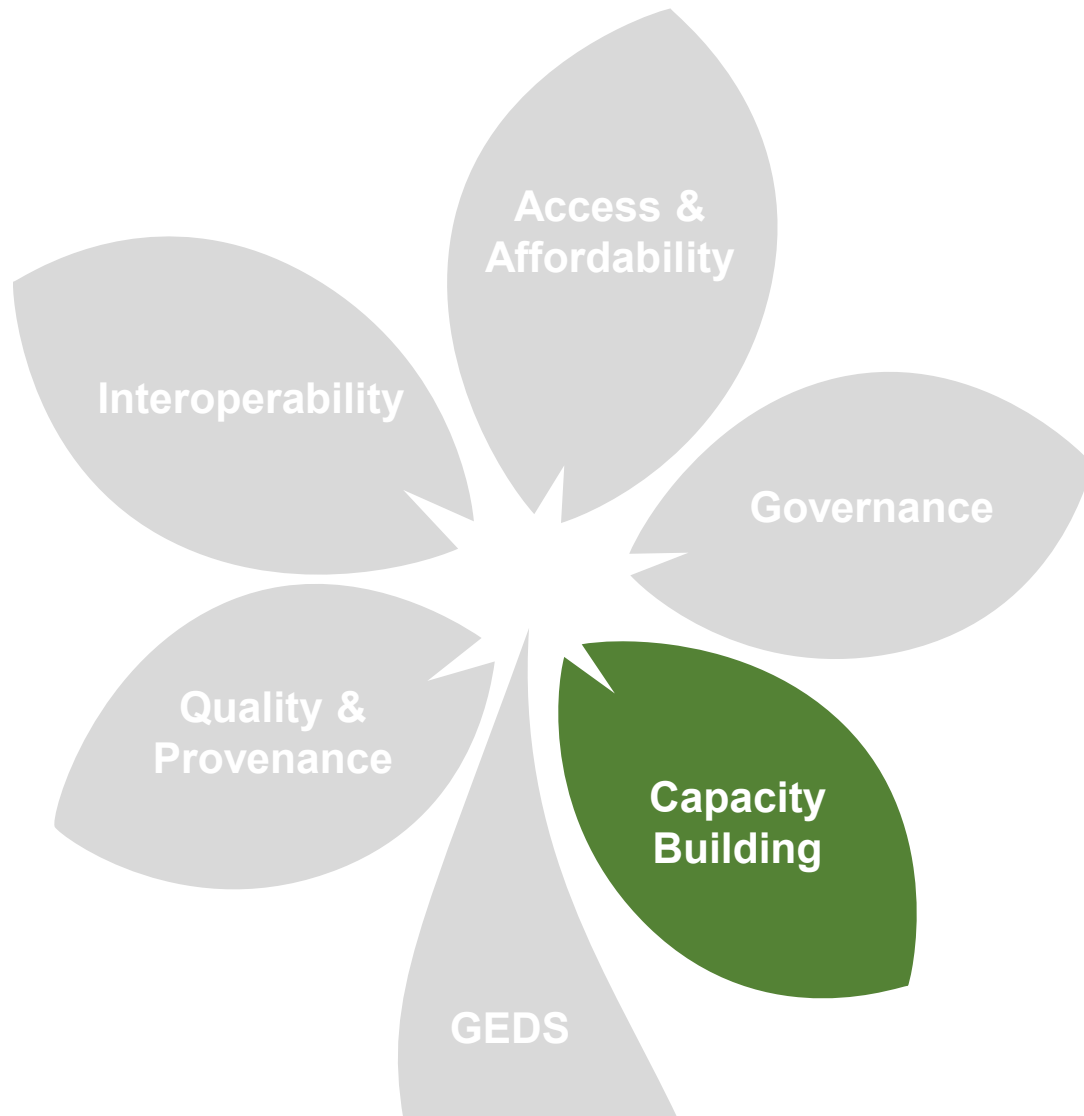 Access &
Affordability
Interoperability
Governance
Quality &
Provenance
Capacity
Building
GEDS